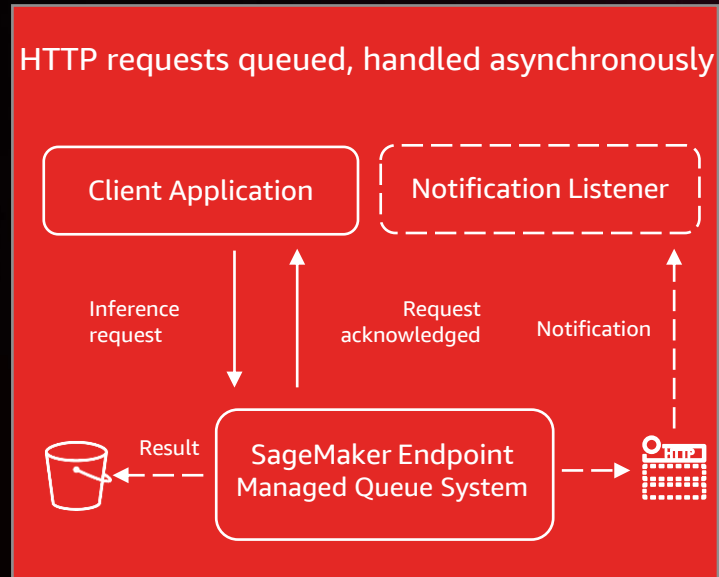 HTTP requests queued, handled asynchronously
Client Application
Notification Listener
Inference
request
Request
acknowledged
Notification
Result
SageMaker Endpoint
Managed Queue System
HTTP